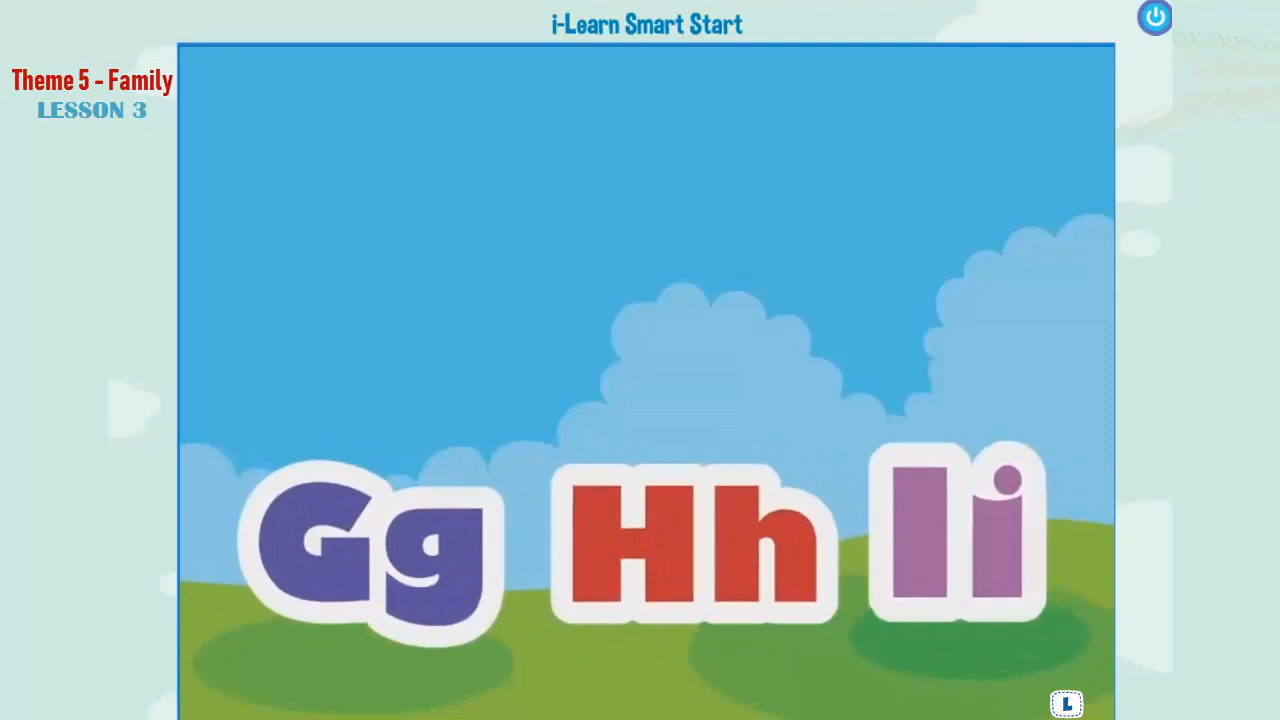 i-Learn Smart Start
Theme 5 - Family
LESSON 3
Gg Hh Ii
L